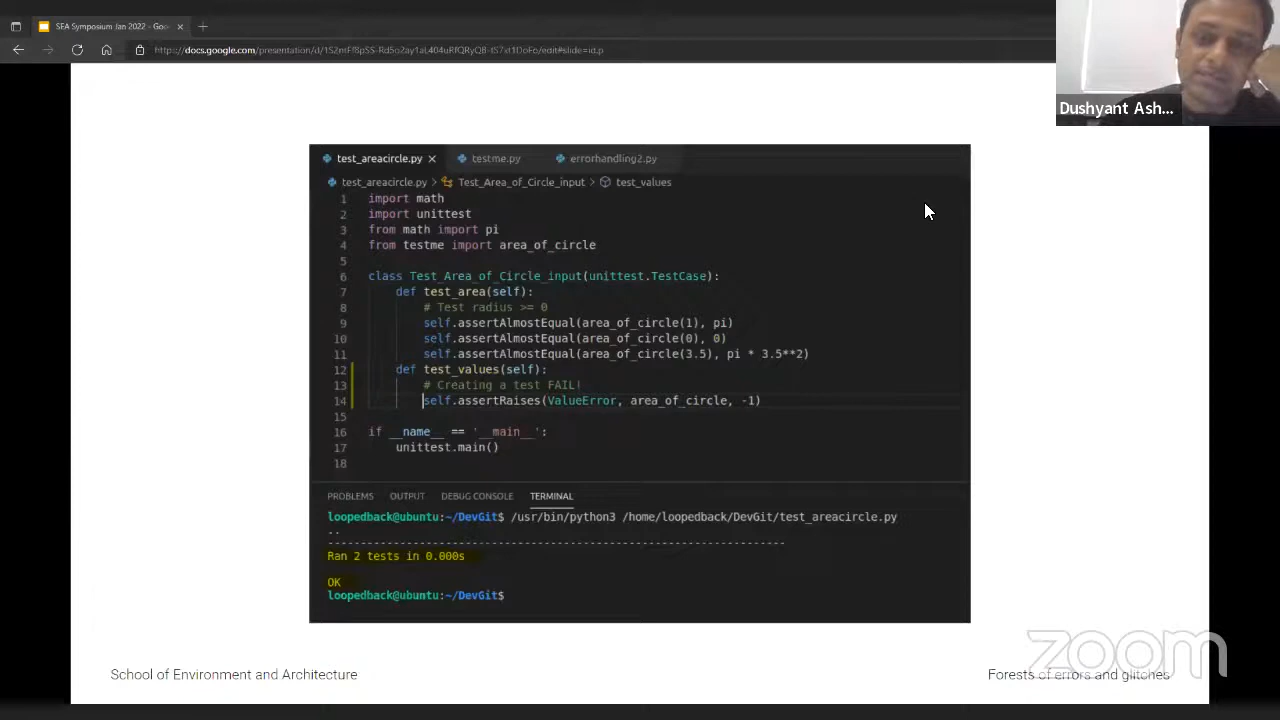 SEA Symposium Jan 2022 - Goo
Dushyant Ash...
test_areacircle.py
testme.py
errorhandling2.py
test_areacircle.py > Test_Area_of_Circle_input > test_values
1 import math
2 import unittest
3 from math import pi
4 from testme import area_of_circle
5
6 class Test_Area_of_Circle_input(unittest.TestCase):
7 def test_area(self):
8 # Test radius >= 0
9 self.assertAlmostEqual(area_of_circle(1), pi)
10 self.assertAlmostEqual(area_of_circle(0), 0)
11 self.assertAlmostEqual(area_of_circle(3.5), pi * 3.5**2)
12 def test_values(self):
13 # Creating a test FAIL!
14 self.assertRaises(ValueError, area_of_circle, -1)
15
16 if __name__ == '__main__':
17 unittest.main()
18
PROBLEMS OUTPUT DEBUG CONSOLE TERMINAL
loopedback@ubuntu:~/DevGit$ /usr/bin/python3 /home/loopedback/DevGit/test_areacircle.py
..
----------------------------------------------------------------------
Ran 2 tests in 0.000s
OK
loopedback@ubuntu:~/DevGit$
zoom
School of Environment and Architecture
Forests of errors and glitches